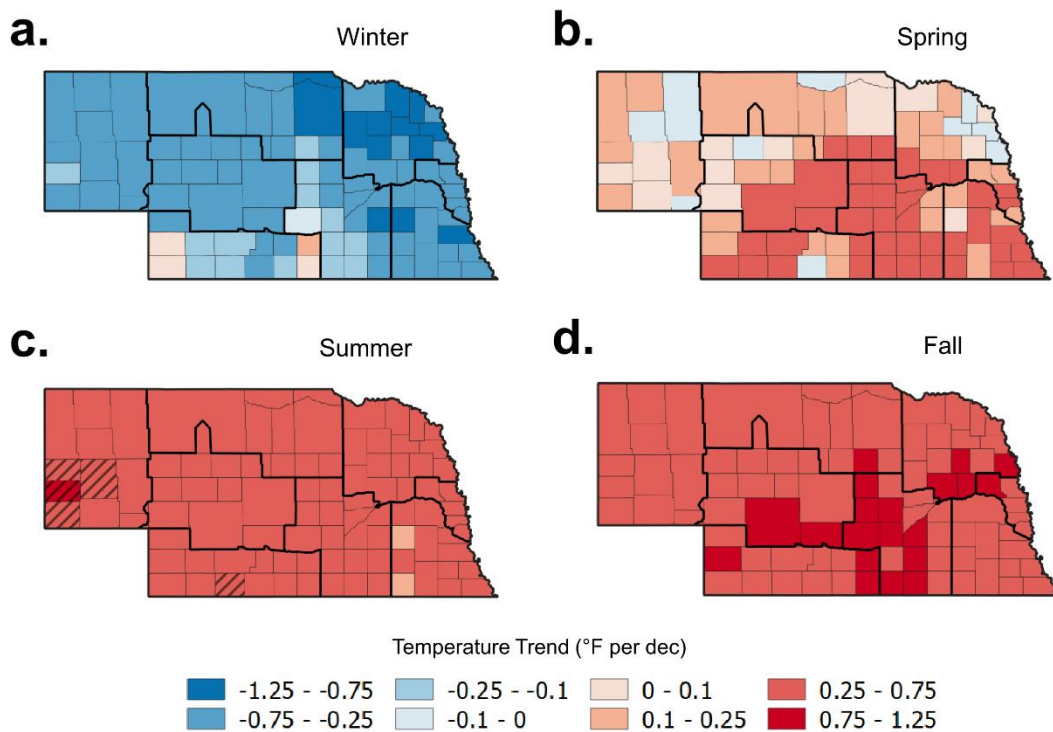 a.
Winter
b.
Spring
c.
Summer
d.
Fall
Temperature Trend (°F per dec)
-1.25 - -0.75
-0.25 - -0.1
0 - 0.1
0.25 - 0.75
-0.75 - -0.25
-0.1 - 0
0.1 - 0.25
0.75 - 1.25